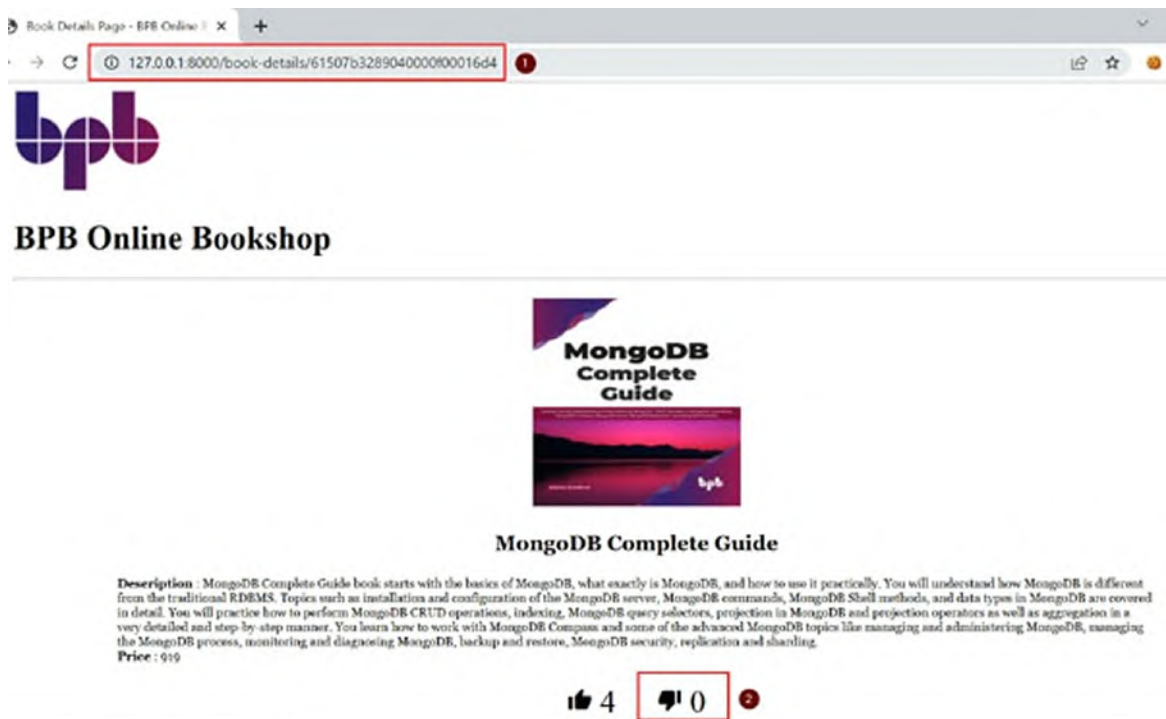 Book Details Page - BPB Online
127.0.0.1:8000/book-details/61507b3289040000f00016d4
1
bpb
BPB Online Bookshop
MongoDB
Complete
Guide
bpb
MongoDB Complete Guide
Description : MongoDB Complete Guide book starts with the basics of MongoDB, what exactly is MongoDB, and how to use it practically. You will understand how MongoDB is different
from the traditional RDBMS. Topics such as installation and configuration of the MongoDB server, MongoDB commands, MongoDB Shell methods, and data types in MongoDB are covered
in detail. You will practice how to perform MongoDB CRUD operations, indexing, MongoDB query selectors, projection in MongoDB and projection operators as well as aggregation in a
very detailed and step-by-step manner. You learn how to work with MongoDB Compass and some of the advanced MongoDB topics like managing and administering MongoDB, managing
the MongoDB process, monitoring and diagnosing MongoDB, backup and restore, MongoDB security, replication and sharding.
Price : 919
4 0 2